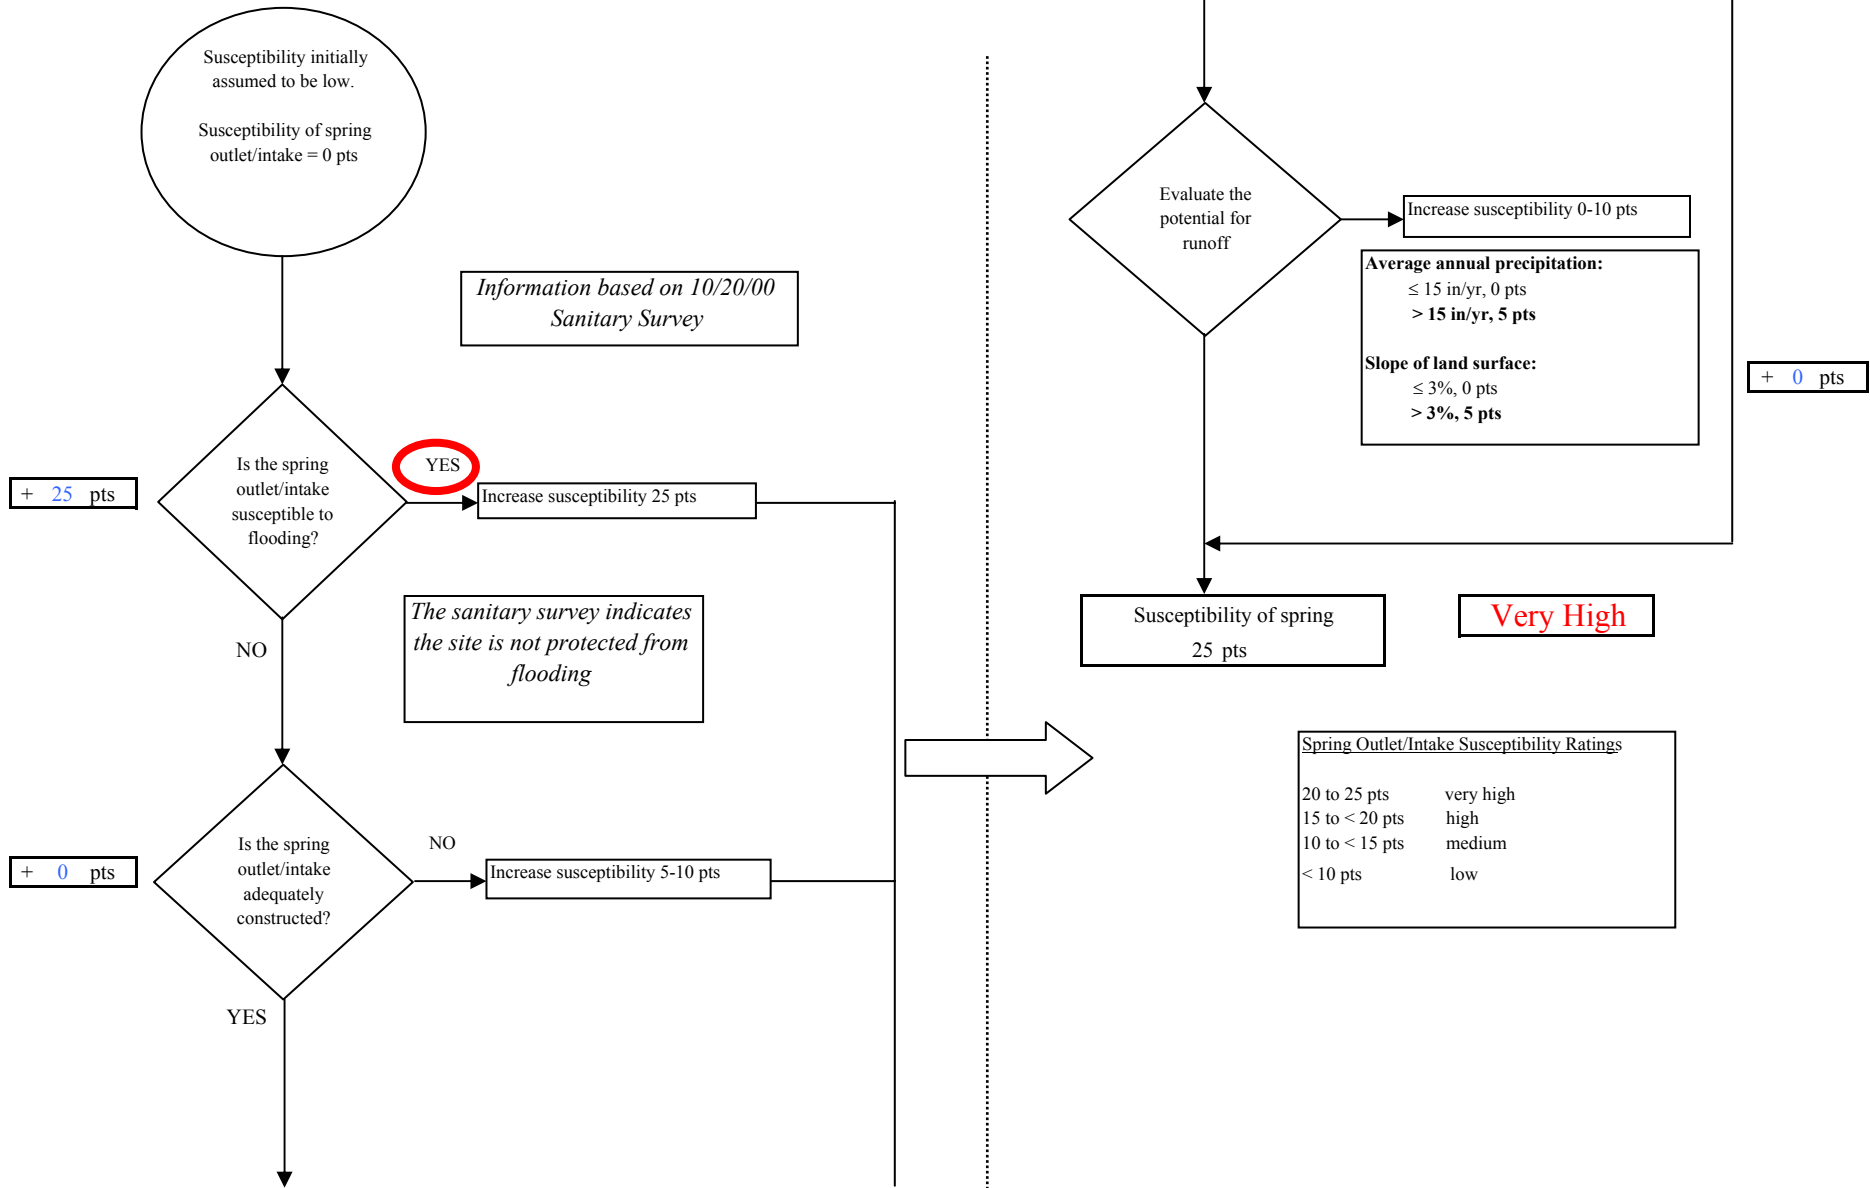 Susceptibility initially
assumed to be low.
Susceptibility of spring
outlet/intake = 0 pts
Information based on 10/20/00
Sanitary Survey
+ 25 pts
Is the spring
outlet/intake
susceptible to
flooding?
YES
Increase susceptibility 25 pts
NO
The sanitary survey indicates
the site is not protected from
flooding
+ 0 pts
Is the spring
outlet/intake
adequately
constructed?
NO
Increase susceptibility 5-10 pts
YES
Evaluate the
potential for
runoff
Increase susceptibility 0-10 pts
Average annual precipitation:
≤ 15 in/yr, 0 pts
> 15 in/yr, 5 pts
Slope of land surface:
≤ 3%, 0 pts
> 3%, 5 pts
+ 0 pts
Susceptibility of spring
25 pts
Very High
Spring Outlet/Intake Susceptibility Ratings
20 to 25 pts very high
15 to < 20 pts high
10 to < 15 pts medium
< 10 pts low